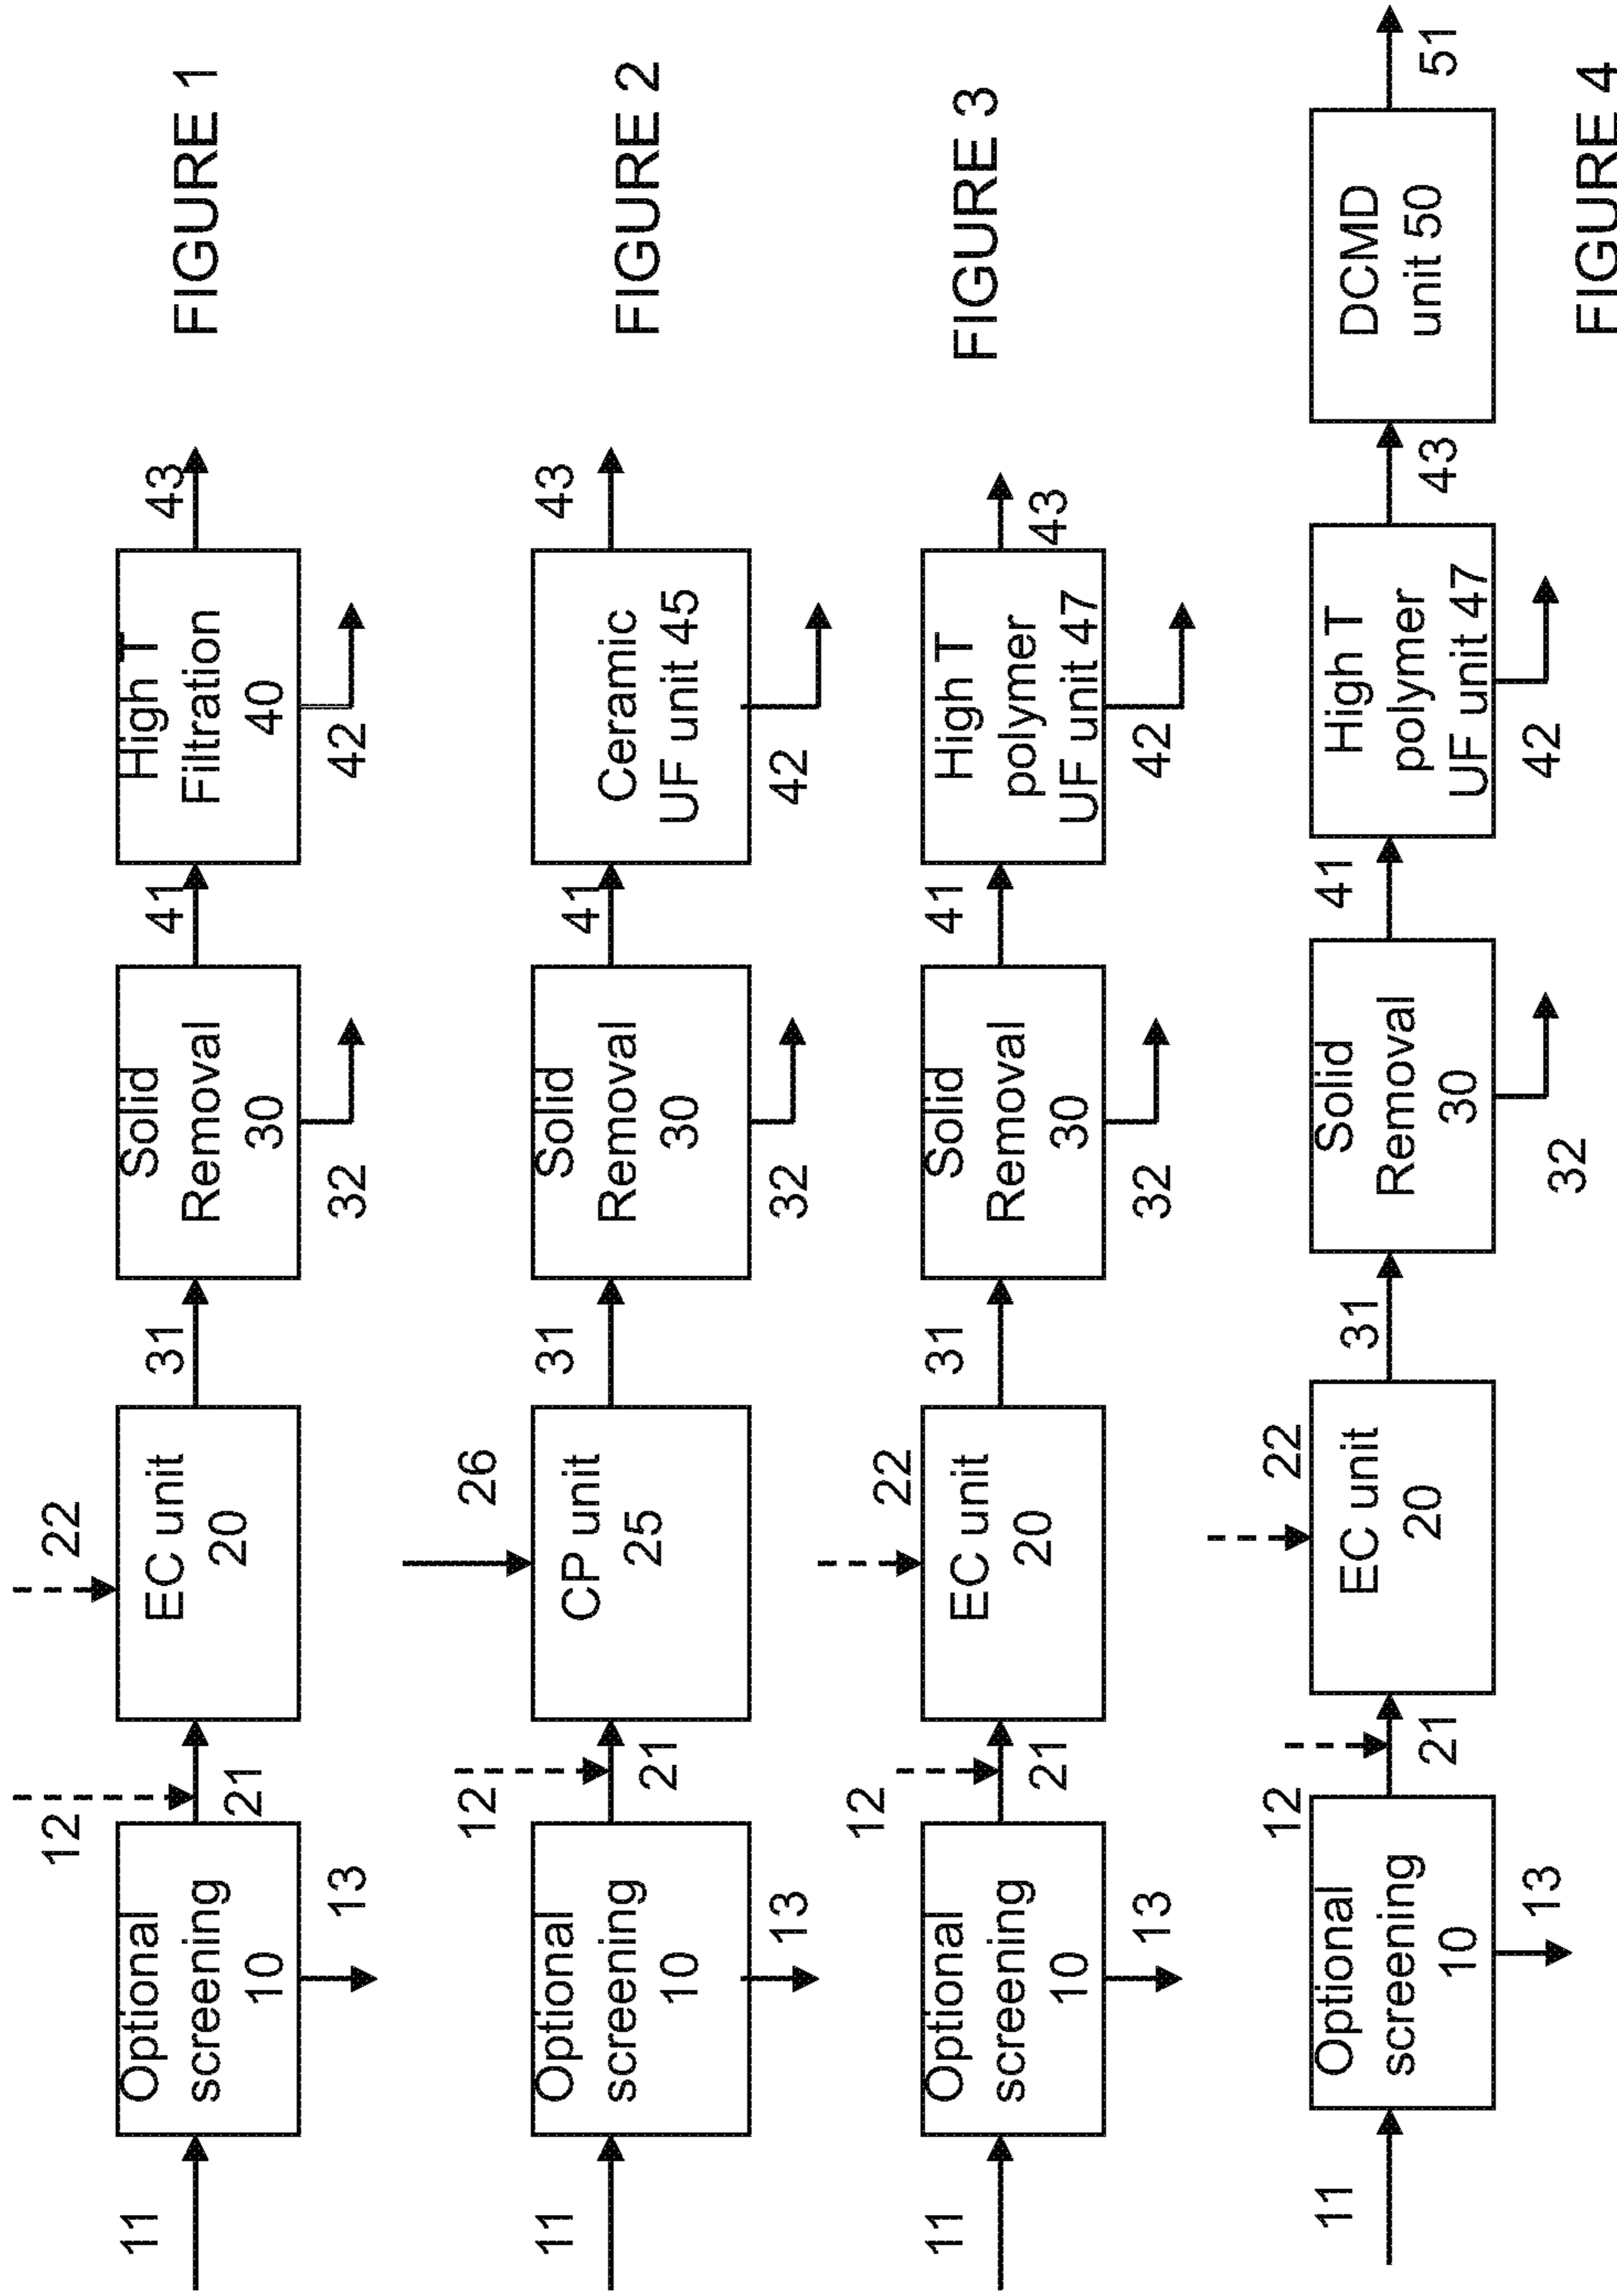 22
12
11
Optional
screening
10
21
EC unit
20
31
Solid
Removal
30
41
High T
Filtration
40
43
13
32
42
FIGURE 1
26
12
11
Optional
screening
10
21
CP unit
25
31
Solid
Removal
30
41
Ceramic
UF unit 45
43
13
32
42
FIGURE 2
12
22
11
Optional
screening
10
21
EC unit
20
31
Solid
Removal
30
41
High T
polymer
UF unit 47
43
13
32
42
FIGURE 3
12
22
11
Optional
screening
10
21
EC unit
20
31
Solid
Removal
30
41
High T
polymer
UF unit 47
43
DCMD
unit 50
51
13
32
42
FIGURE 4